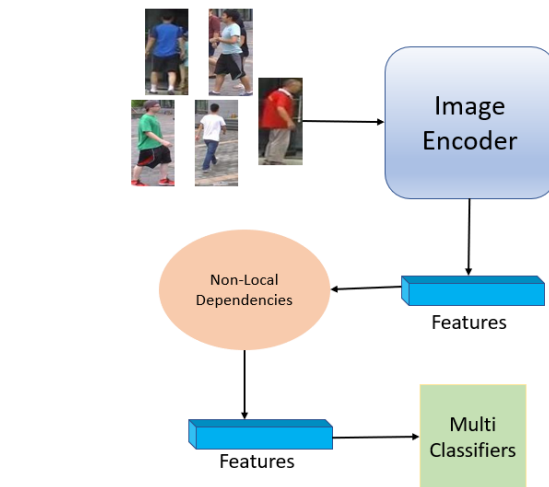 Image
Encoder
Non-Local
Dependencies
Features
Multi
Classifiers
Features